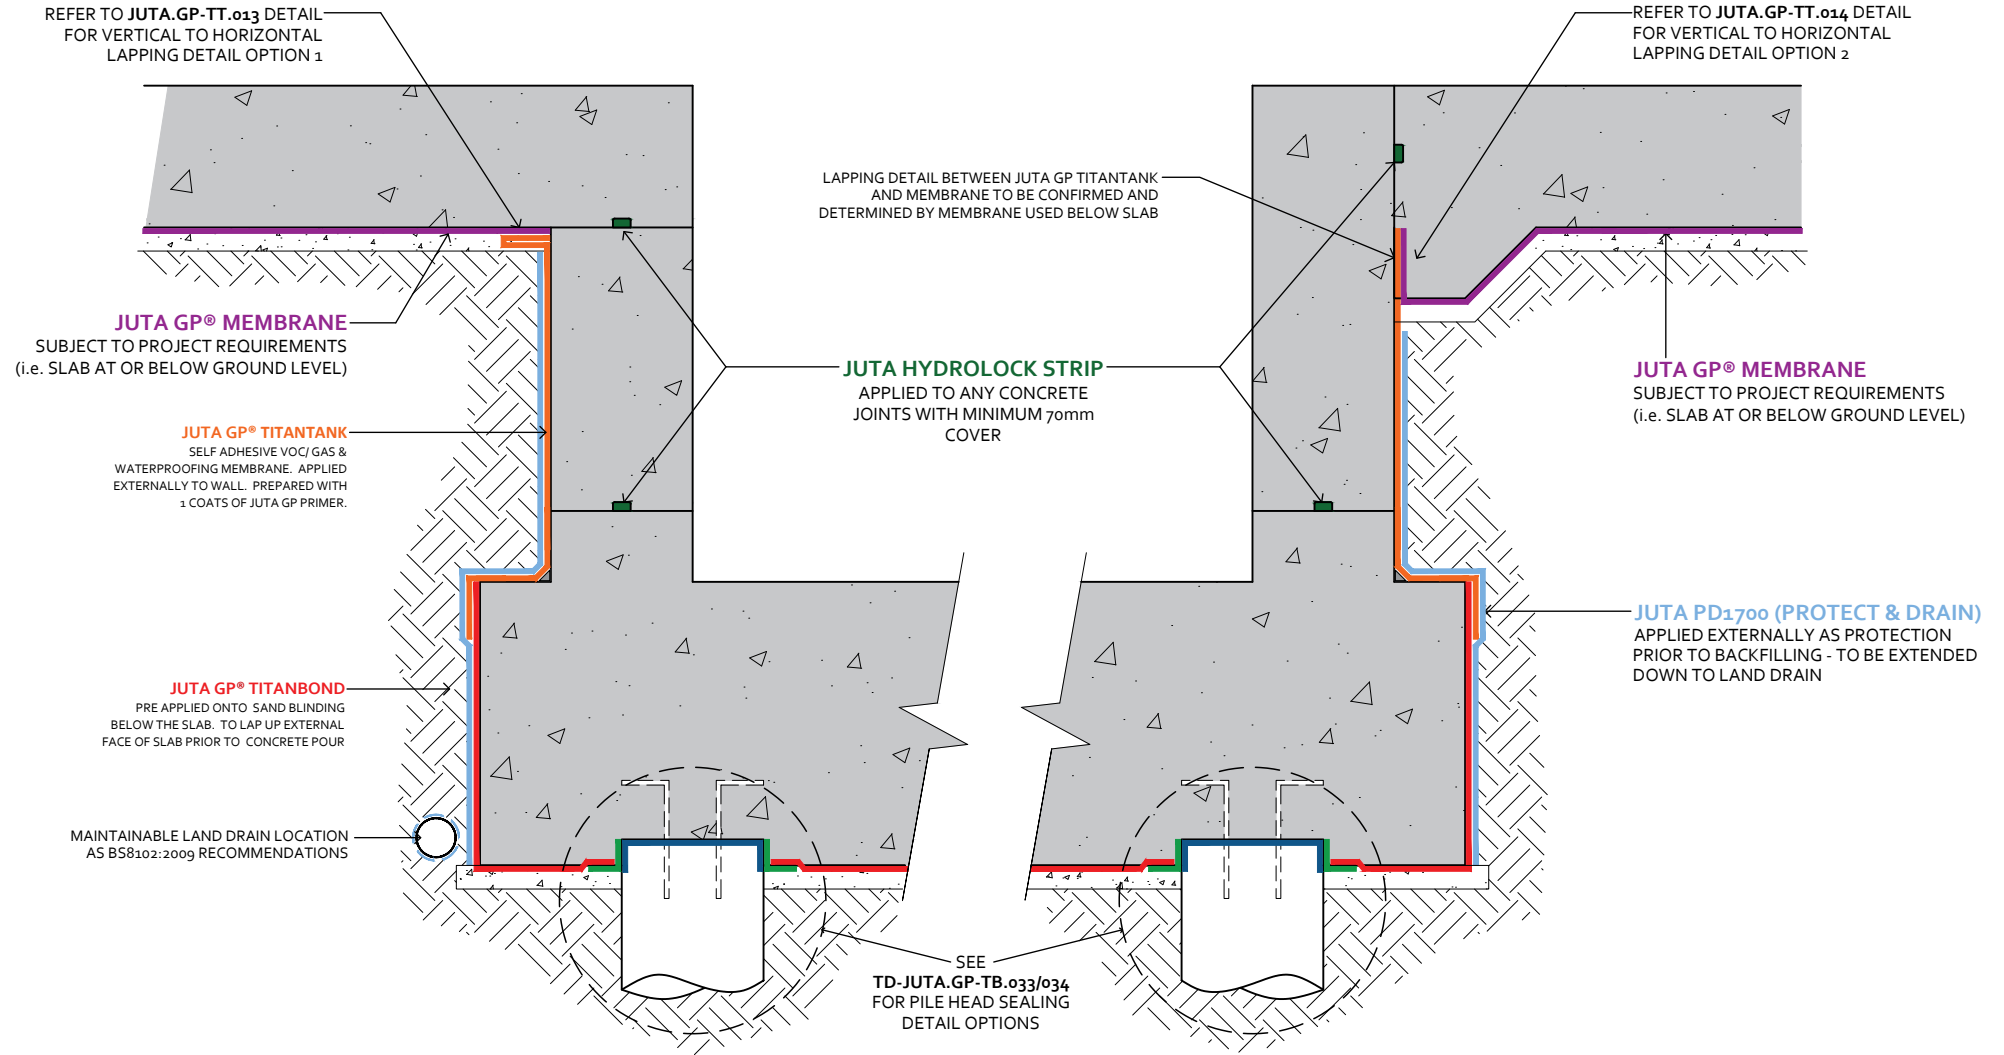 REFER TO JUTA.GP-TT.013 DETAIL
FOR VERTICAL TO HORIZONTAL
LAPPING DETAIL OPTION 1
REFER TO JUTA.GP-TT.014 DETAIL
FOR VERTICAL TO HORIZONTAL
LAPPING DETAIL OPTION 2
LAPPING DETAIL BETWEEN JUTA GP TITANTANK
AND MEMBRANE TO BE CONFIRMED AND
DETERMINED BY MEMBRANE USED BELOW SLAB
JUTA GP® MEMBRANE
SUBJECT TO PROJECT REQUIREMENTS
(i.e. SLAB AT OR BELOW GROUND LEVEL)
JUTA HYDROLOCK STRIP
APPLIED TO ANY CONCRETE
JOINTS WITH MINIMUM 70mm
COVER
JUTA GP® MEMBRANE
SUBJECT TO PROJECT REQUIREMENTS
(i.e. SLAB AT OR BELOW GROUND LEVEL)
JUTA GP® TITANTANK
SELF ADHESIVE VOC/ GAS &
WATERPROOFING MEMBRANE. APPLIED
EXTERNALLY TO WALL. PREPARED WITH
1 COATS OF JUTA GP PRIMER.
JUTA PD1700 (PROTECT & DRAIN)
APPLIED EXTERNALLY AS PROTECTION
PRIOR TO BACKFILLING - TO BE EXTENDED
DOWN TO LAND DRAIN
JUTA GP® TITANBOND
PRE APPLIED ONTO SAND BLINDING
BELOW THE SLAB. TO LAP UP EXTERNAL
FACE OF SLAB PRIOR TO CONCRETE POUR
MAINTAINABLE LAND DRAIN LOCATION
AS BS8102:2009 RECOMMENDATIONS
SEE
TD-JUTA.GP-TB.033/034
FOR PILE HEAD SEALING
DETAIL OPTIONS